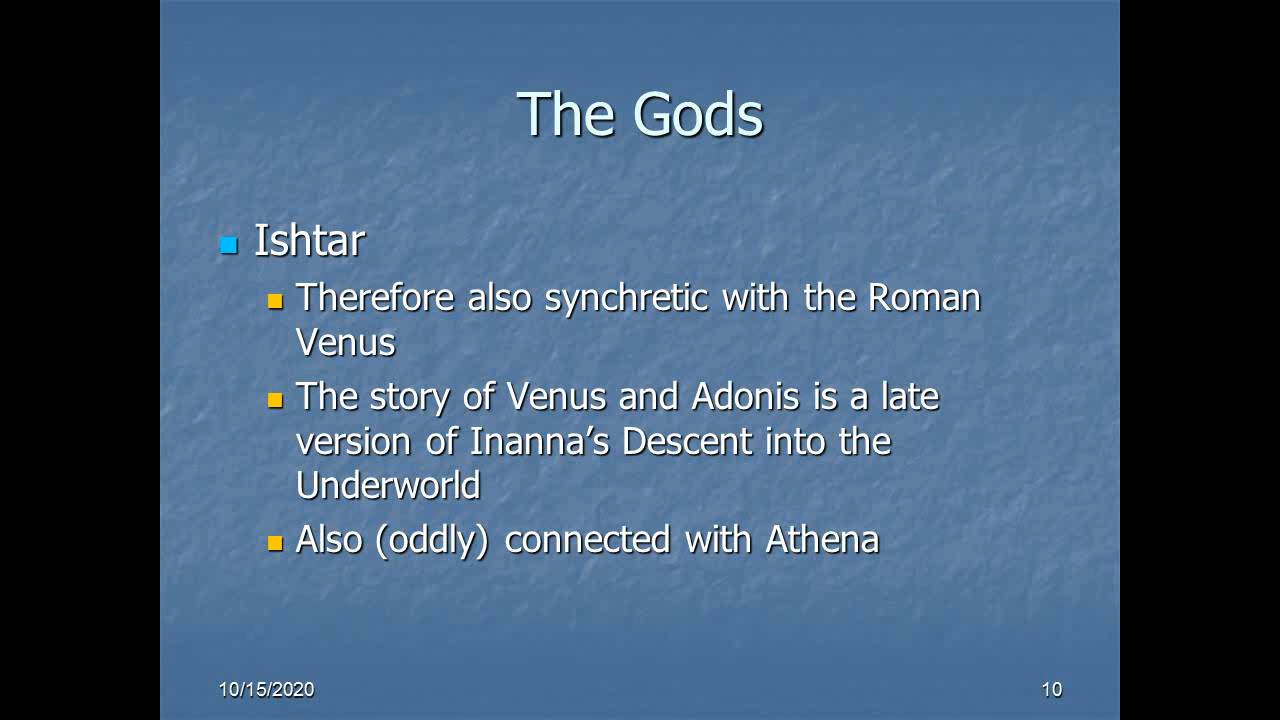 The Gods
Ishtar
Therefore also synchretic with the Roman
Venus
The story of Venus and Adonis is a late
version of Inanna’s Descent into the
Underworld
Also (oddly) connected with Athena
10/15/2020
10